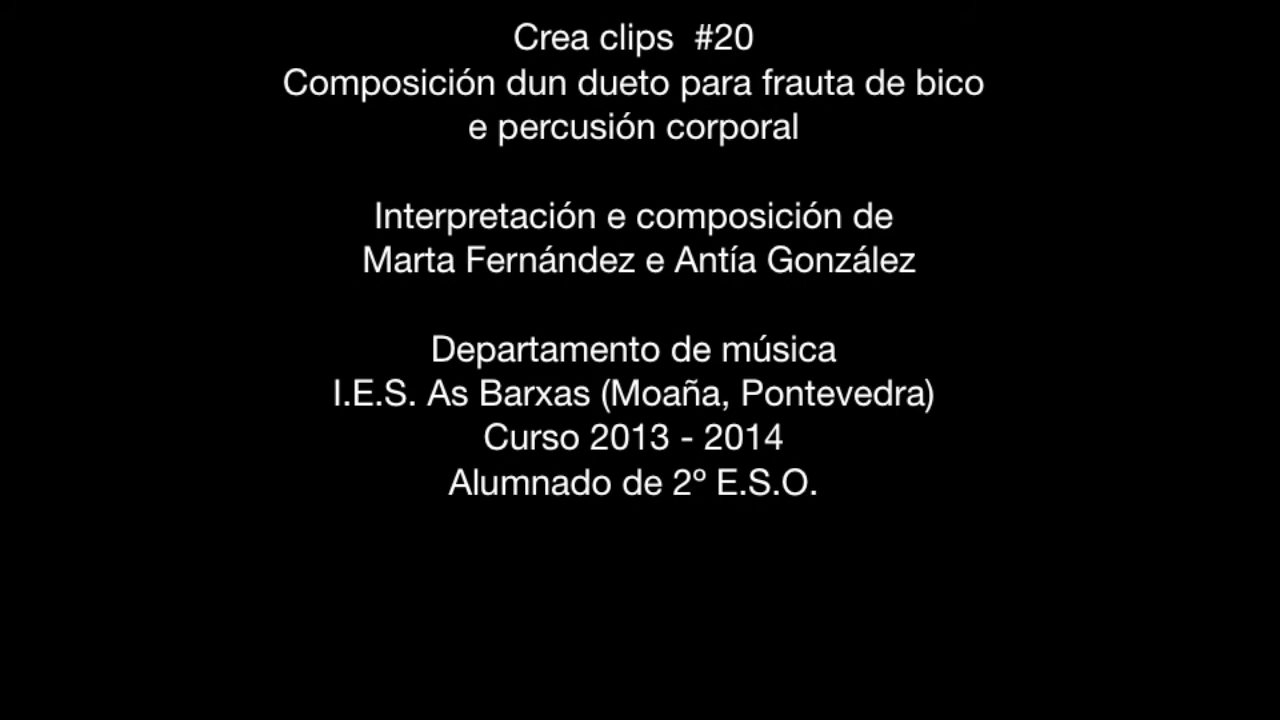 Crea clips #20
Composición dun dueto para frauta de bico
e percusión corporal
Interpretación e composición de
Marta Fernández e Antía González
Departamento de música
I.E.S. As Barxas (Moaña, Pontevedra)
Curso 2013 - 2014
Alumnado de 2º E.S.O.